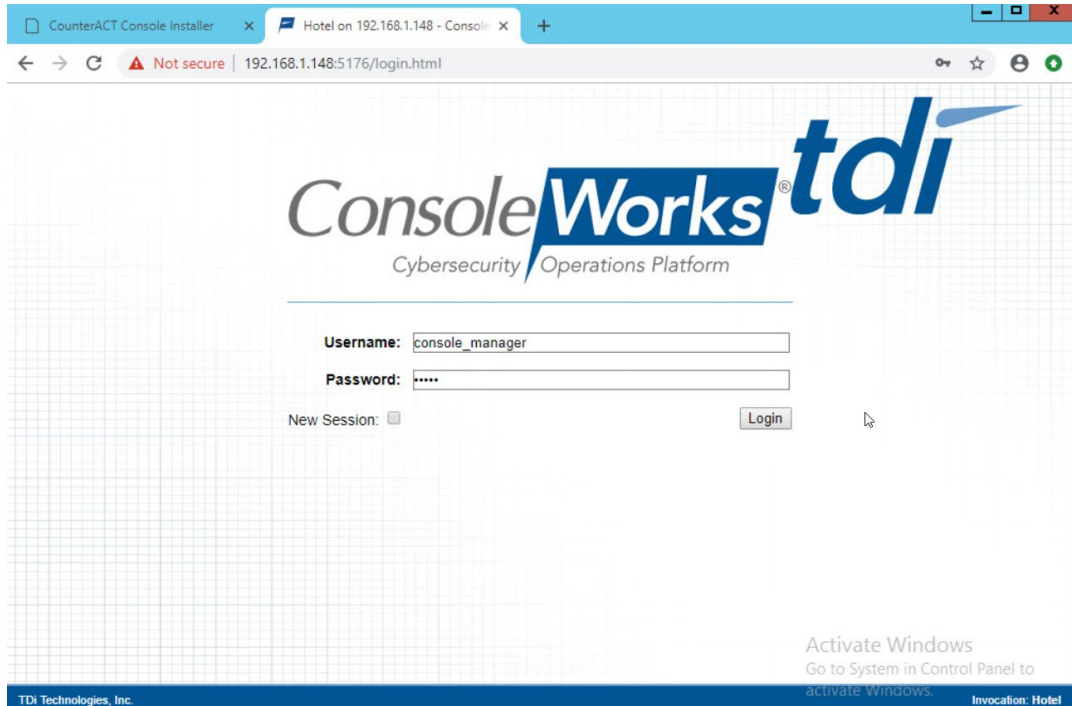 CounterACT Console Installer
Hotel on 192.168.1.148 - Console
Not secure | 192.168.1.148:5176/login.html
tdi
ConsoleWorks®
Cybersecurity Operations Platform
Username: console_manager
Password: •••••
New Session:
Login
Activate Windows
Go to System in Control Panel to
activate Windows.
TDi Technologies, Inc.
Invocation: Hotel